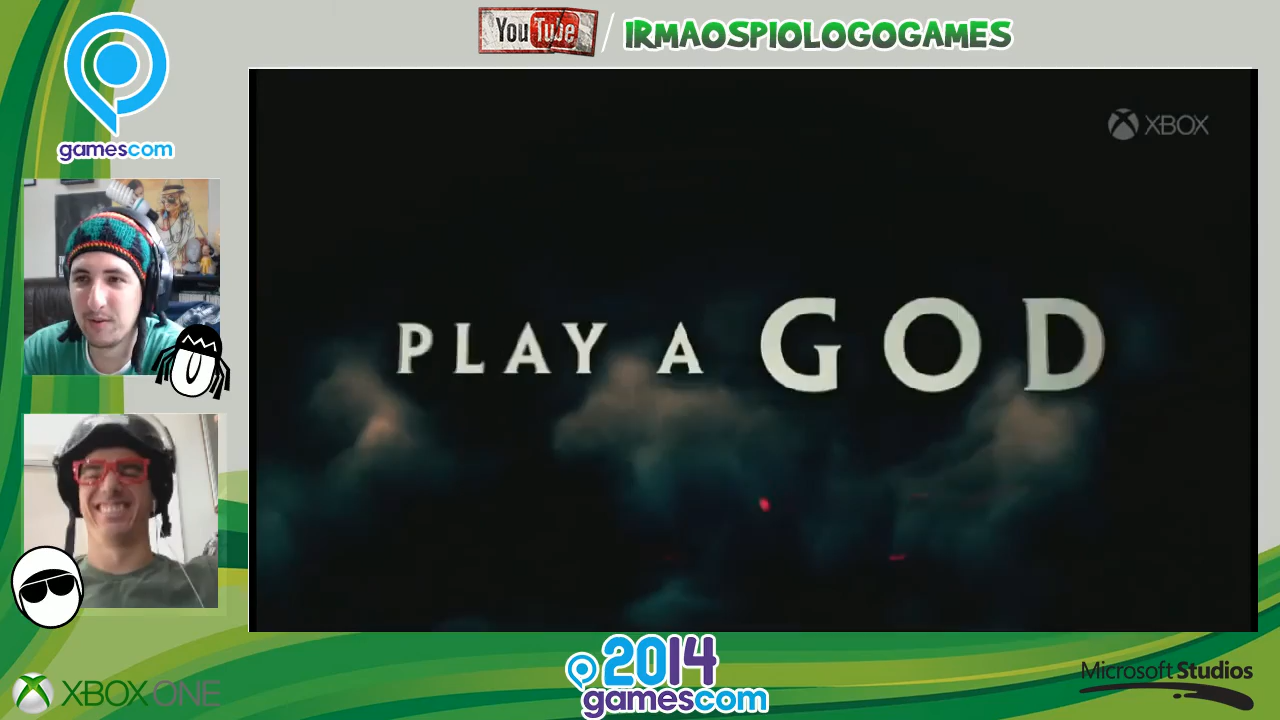 YouTube / IRMAOSPIOLOGOGAMES
gamescom
XBOX
PLAY A GOD
2014
gamescom
XBOX ONE
Microsoft Studios